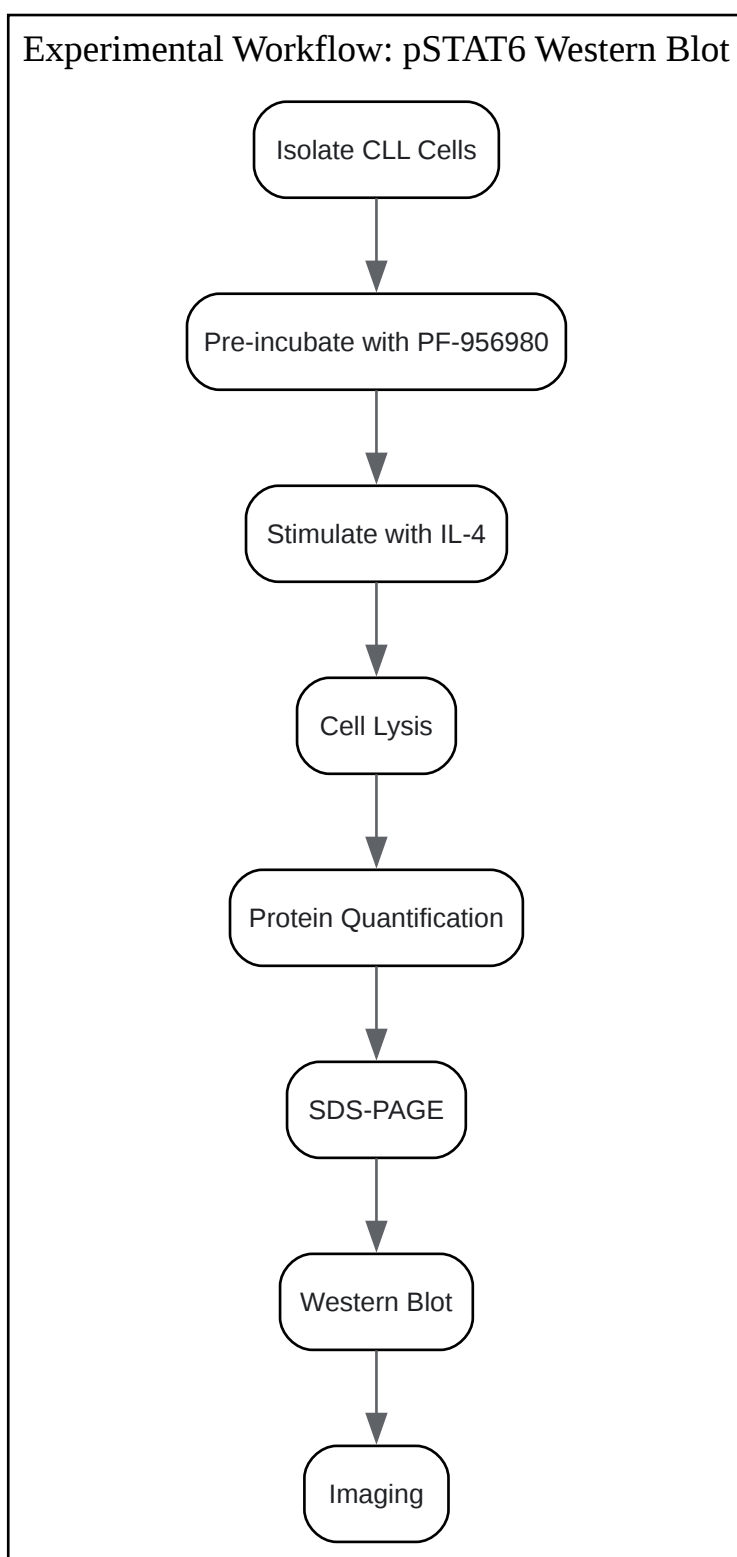 Experimental Workflow: pSTAT6 Western Blot
Isolate CLL Cells
Pre-incubate with PF-956980
Stimulate with IL-4
Cell Lysis
Protein Quantification
SDS-PAGE
Western Blot
Imaging